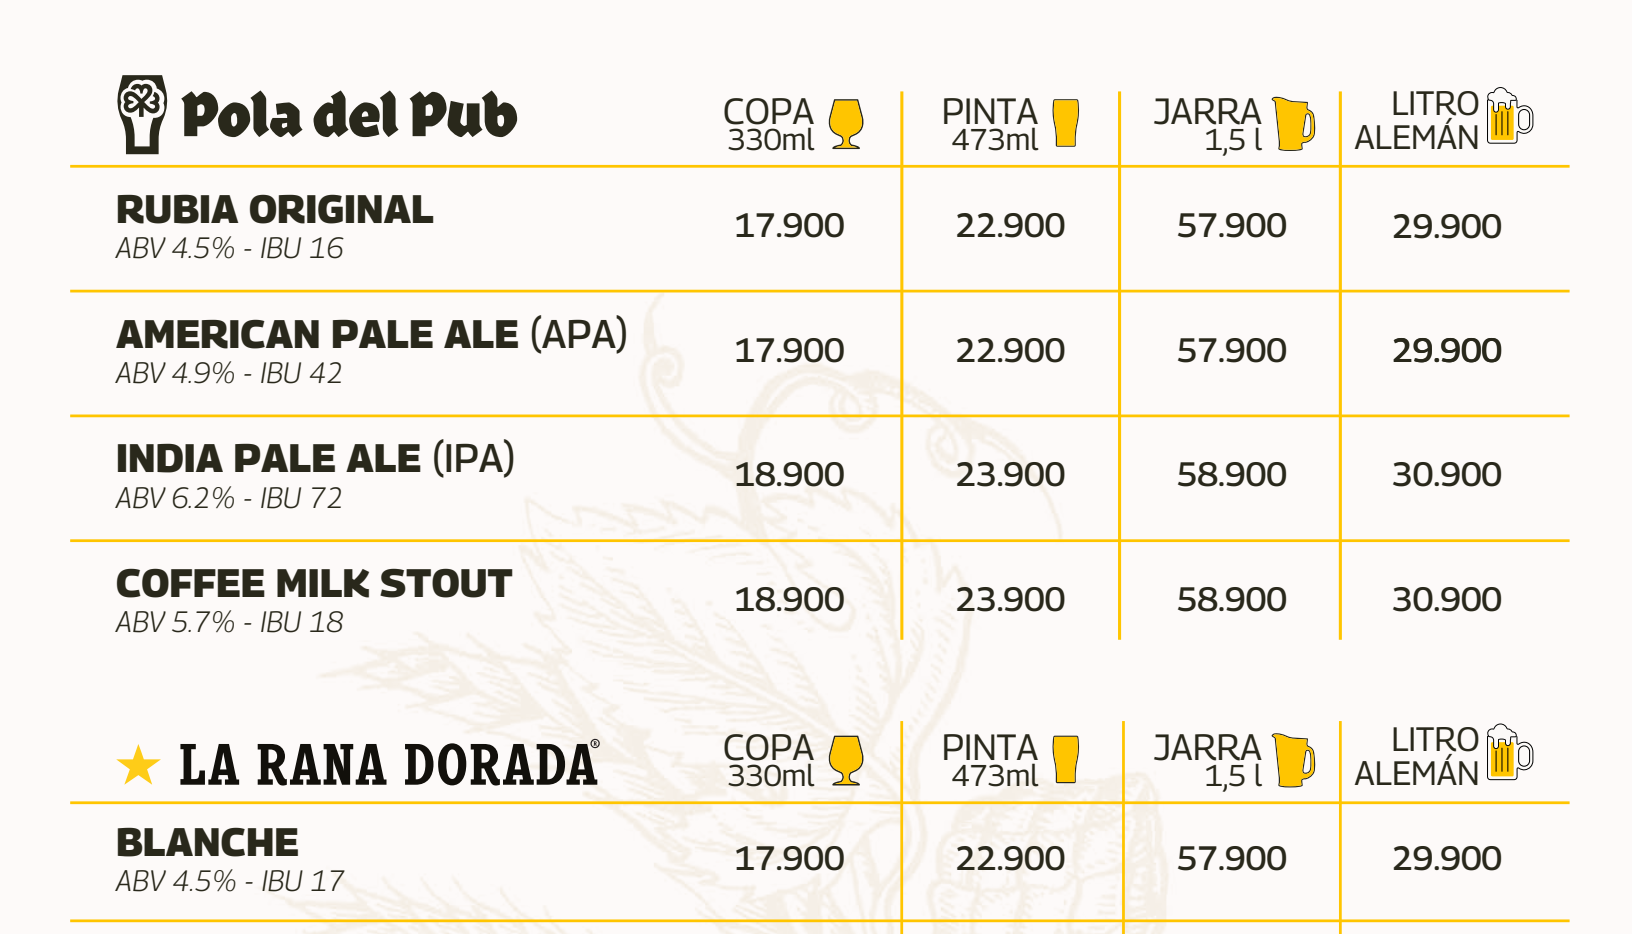 Pola del Pub
COPA
330ml
PINTA
473ml
JARRA
1,5 l
LITRO
ALEMÁN
RUBIA ORIGINAL
ABV 4.5% - IBU 16
17.900 22.900 57.900 29.900
AMERICAN PALE ALE (APA)
ABV 4.9% - IBU 42
17.900 22.900 57.900 29.900
INDIA PALE ALE (IPA)
ABV 6.2% - IBU 72
18.900 23.900 58.900 30.900
COFFEE MILK STOUT
ABV 5.7% - IBU 18
18.900 23.900 58.900 30.900
LA RANA DORADA®
COPA
330ml
PINTA
473ml
JARRA
1,5 l
LITRO
ALEMÁN
BLANCHE
ABV 4.5% - IBU 17
17.900 22.900 57.900 29.900